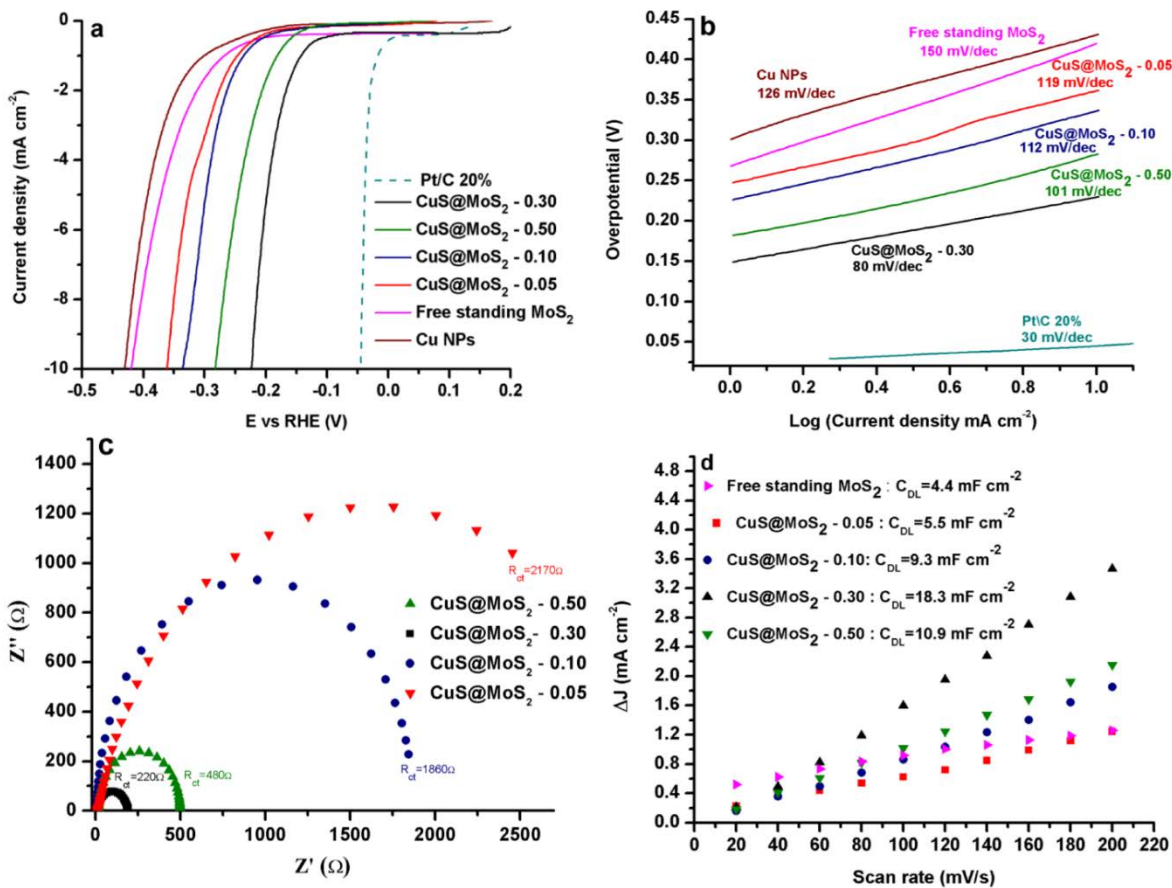 a
Current density (mA cm⁻²)
0
-2
-4
-6
-8
-10
Pt/C 20%
CuS@MoS₂ - 0.30
CuS@MoS₂ - 0.50
CuS@MoS₂ - 0.10
CuS@MoS₂ - 0.05
Free standing MoS₂
Cu NPs
-0.5 -0.4 -0.3 -0.2 -0.1 0.0 0.1 0.2
E vs RHE (V)
b
Overpotential (V)
0.45
0.40
0.35
0.30
0.25
0.20
0.15
0.10
0.05
Free standing MoS₂
150 mV/dec
Cu NPs
126 mV/dec
CuS@MoS₂ - 0.05
119 mV/dec
CuS@MoS₂ - 0.10
112 mV/dec
CuS@MoS₂ - 0.50
101 mV/dec
CuS@MoS₂ - 0.30
80 mV/dec
Pt\C 20%
30 mV/dec
0.0 0.2 0.4 0.6 0.8 1.0
Log (Current density mA cm⁻²)
c
Z'' (Ω)
1400
1200
1000
800
600
400
200
0
R_ct=2170Ω
CuS@MoS₂ - 0.50
CuS@MoS₂- 0.30
CuS@MoS₂ - 0.10
CuS@MoS₂ - 0.05
R_ct=220Ω
R_ct=480Ω
R_ct=1860Ω
0 500 1000 1500 2000 2500
Z' (Ω)
d
ΔJ (mA cm⁻²)
4.8
4.4
4.0
3.6
3.2
2.8
2.4
2.0
1.6
1.2
0.8
0.4
0.0
Free standing MoS₂ : C_DL=4.4 mF cm⁻²
CuS@MoS₂ - 0.05 : C_DL=5.5 mF cm⁻²
CuS@MoS₂ - 0.10: C_DL=9.3 mF cm⁻²
CuS@MoS₂ - 0.30 : C_DL=18.3 mF cm⁻²
CuS@MoS₂ - 0.50 : C_DL=10.9 mF cm⁻²
20 40 60 80 100 120 140 160 180 200 220
Scan rate (mV/s)